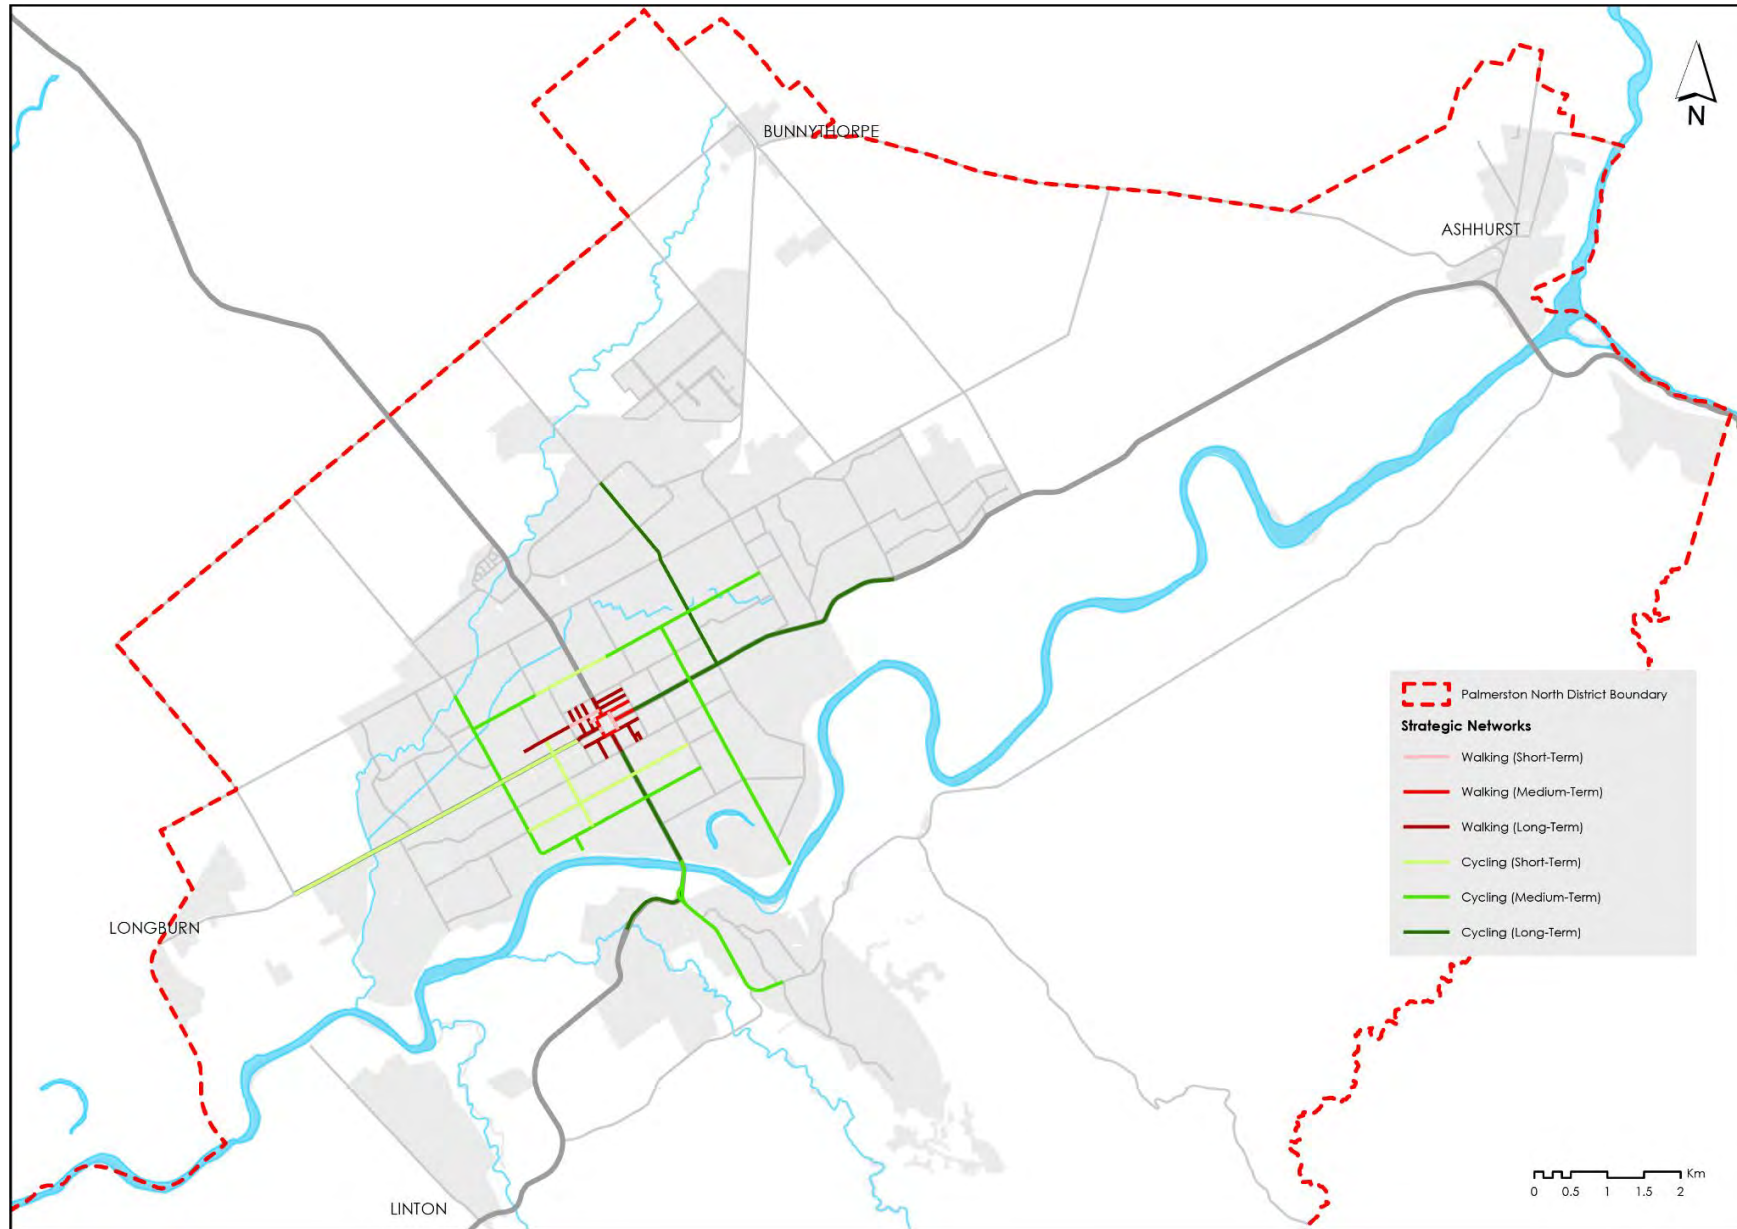 N
BUNNYTHORPE
ASHHURST
LONGBURN
LINTON
Palmerston North District Boundary
Strategic Networks
Walking (Short-Term)
Walking (Medium-Term)
Walking (Long-Term)
Cycling (Short-Term)
Cycling (Medium-Term)
Cycling (Long-Term)
Km
0 0.5 1 1.5 2